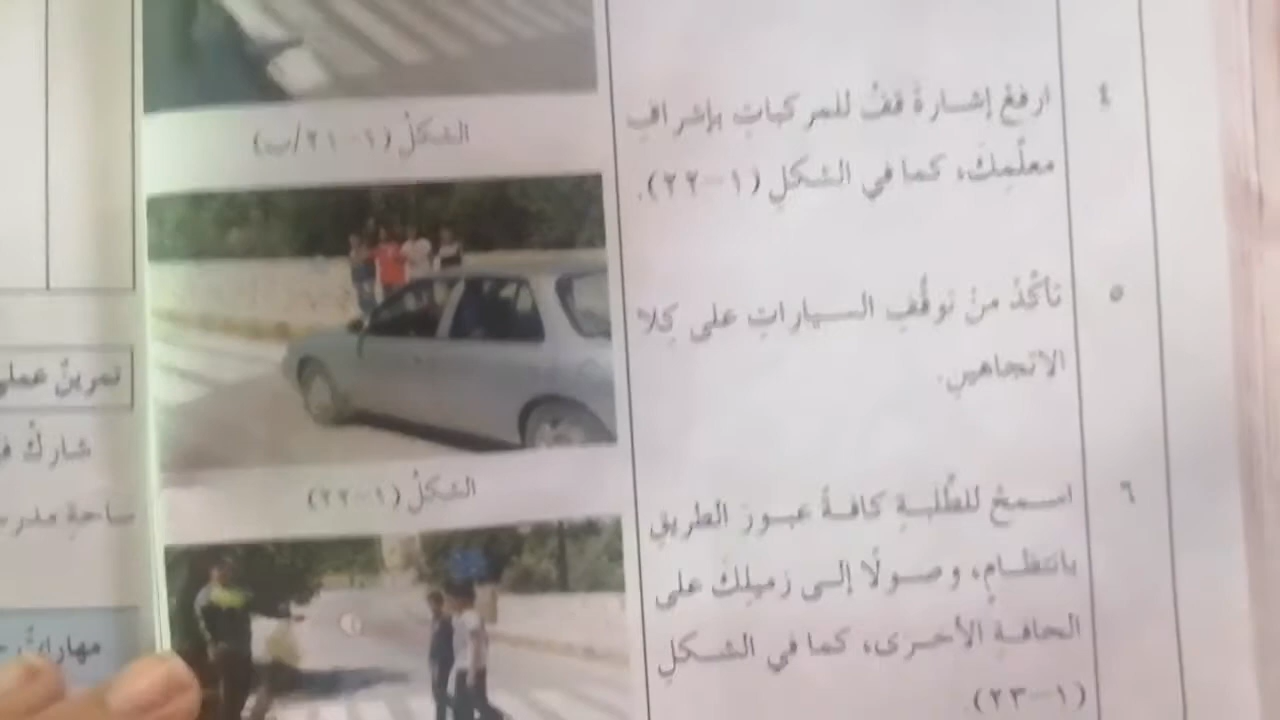 ٤
ارفعْ إشارةَ قفْ للمركباتِ بإشرافِ
معلّمِكَ، كما في الشكلِ (١-٢٢).
٥
تأكّدْ منْ توقُّفِ السياراتِ على كِلا
الاتجاهينِ.
٦
اسمحْ للطّلبةِ كافةً عبورَ الطريقِ
بانتظامٍ، وصولًا إلى زميلِكَ على
الحافةِ الأخرى، كما في الشكلِ
(١-٢٣)
الشكلُ (١-٢١/ب)
الشكلُ (١-٢٢)
تمرينٌ عملي
شاركْ
ساحةِ
مهاراتٌ